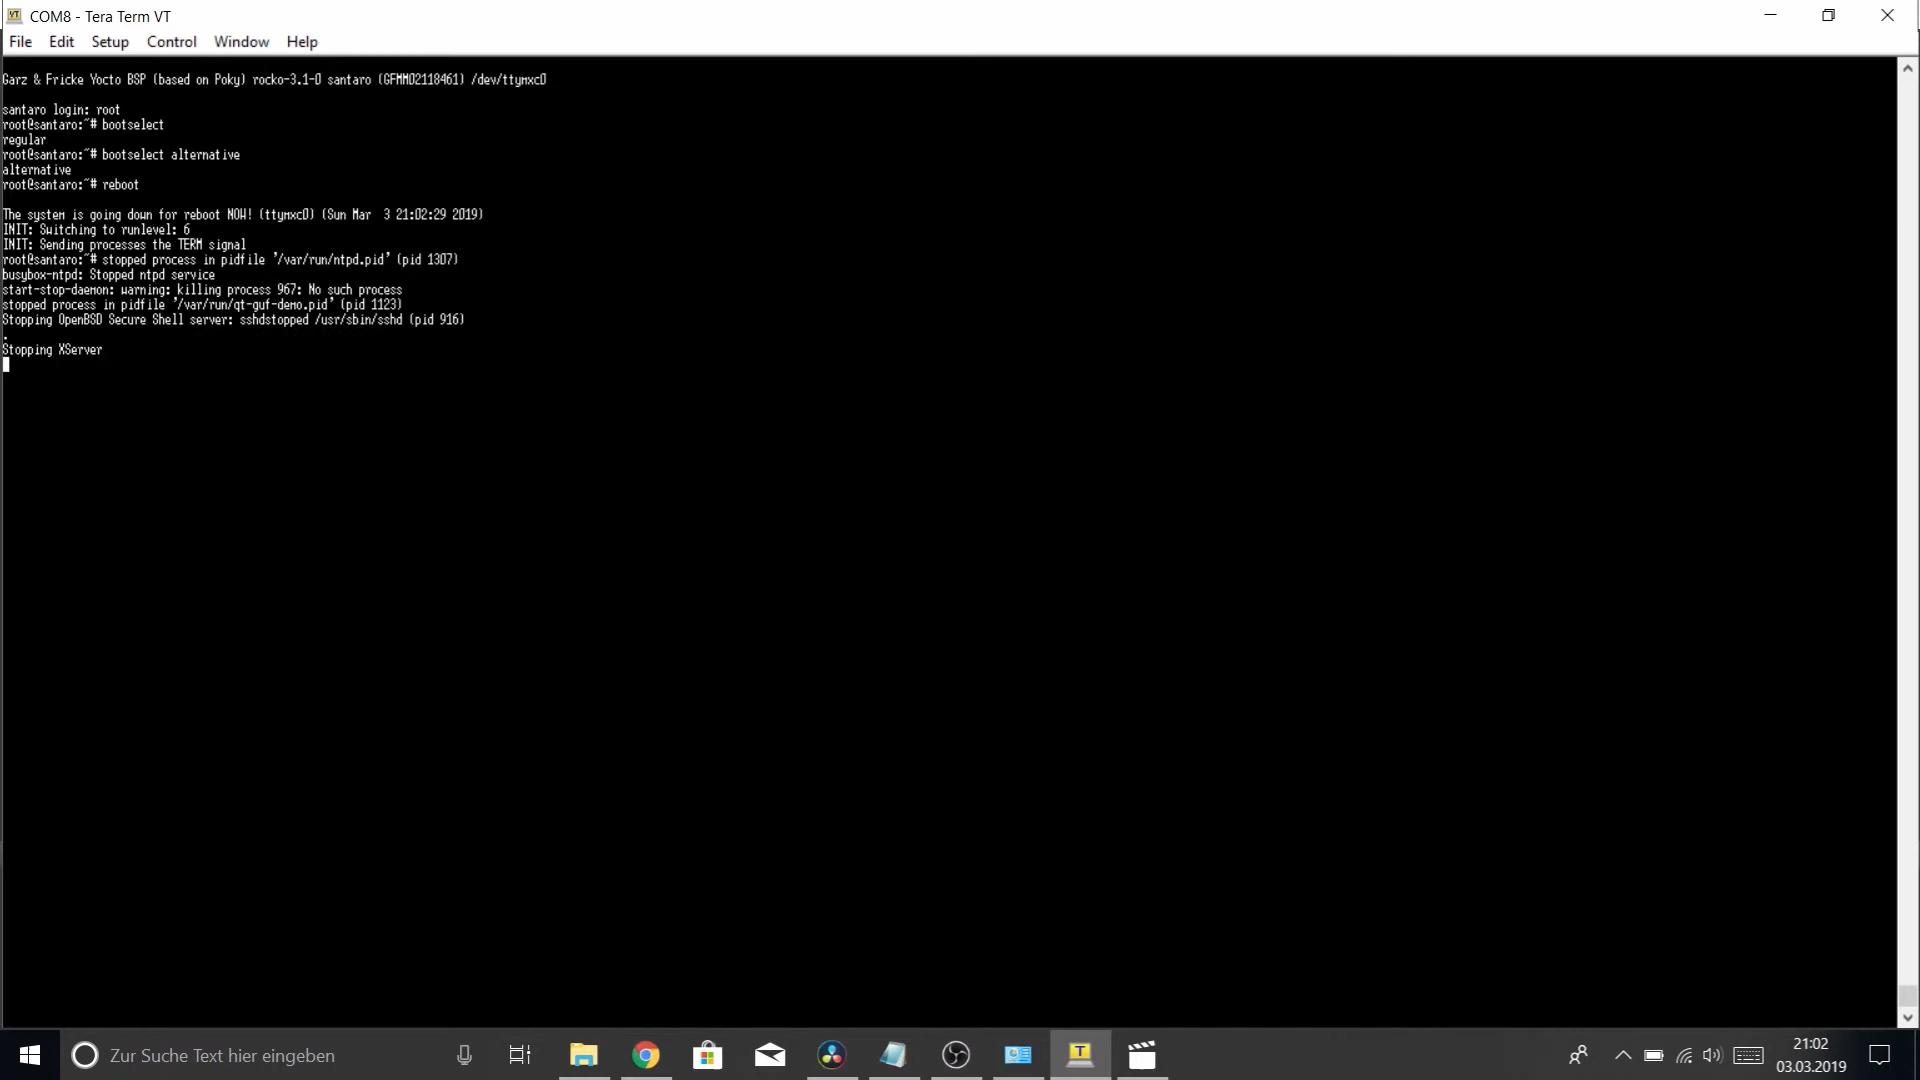 COM8 - Tera Term VT
File Edit Setup Control Window Help
Garz & Fricke Yocto BSP (based on Poky) rocko-3.1-0 santaro (GFMM02118461) /dev/ttymxc0
santaro login: root
root@santaro:~# bootselect
regular
root@santaro:~# bootselect alternative
alternative
root@santaro:~# reboot
The system is going down for reboot NOW! (ttymxc0) (Sun Mar  3 21:02:29 2019)
INIT: Switching to runlevel: 6
INIT: Sending processes the TERM signal
root@santaro:~# stopped process in pidfile '/var/run/ntpd.pid' (pid 1307)
busybox-ntpd: Stopped ntpd service
start-stop-daemon: warning: killing process 967: No such process
stopped process in pidfile '/var/run/qt-guf-demo.pid' (pid 1123)
Stopping OpenBSD Secure Shell server: sshdstopped /usr/sbin/sshd (pid 916)
.
Stopping XServer
Zur Suche Text hier eingeben
21:02
03.03.2019